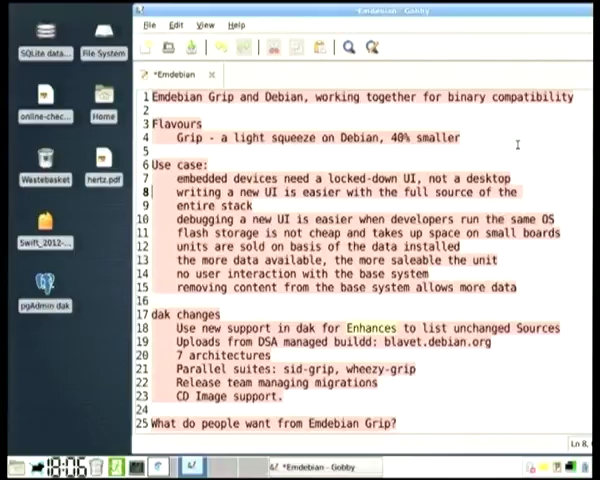 *Emdebian - Gobby
File Edit View Help
*Emdebian
SQLite data... File System
online-chec... Home
Wastebasket hertz.pdf
Swift_2012-...
pgAdmin dak
1 Emdebian Grip and Debian, working together for binary compatibility
2
3 Flavours
4 Grip - a light squeeze on Debian, 40% smaller
5
6 Use case:
7 embedded devices need a locked-down UI, not a desktop
8 writing a new UI is easier with the full source of the
9 entire stack
10 debugging a new UI is easier when developers run the same OS
11 flash storage is not cheap and takes up space on small boards
12 units are sold on basis of the data installed
13 the more data available, the more saleable the unit
14 no user interaction with the base system
15 removing content from the base system allows more data
16
17 dak changes
18 Use new support in dak for Enhances to list unchanged Sources
19 Uploads from DSA managed buildd: blavet.debian.org
20 7 architectures
21 Parallel suites: sid-grip, wheezy-grip
22 Release team managing migrations
23 CD Image support.
24
25 What do people want from Emdebian Grip?
Ln 8,
18:06 *Emdebian - Gobby